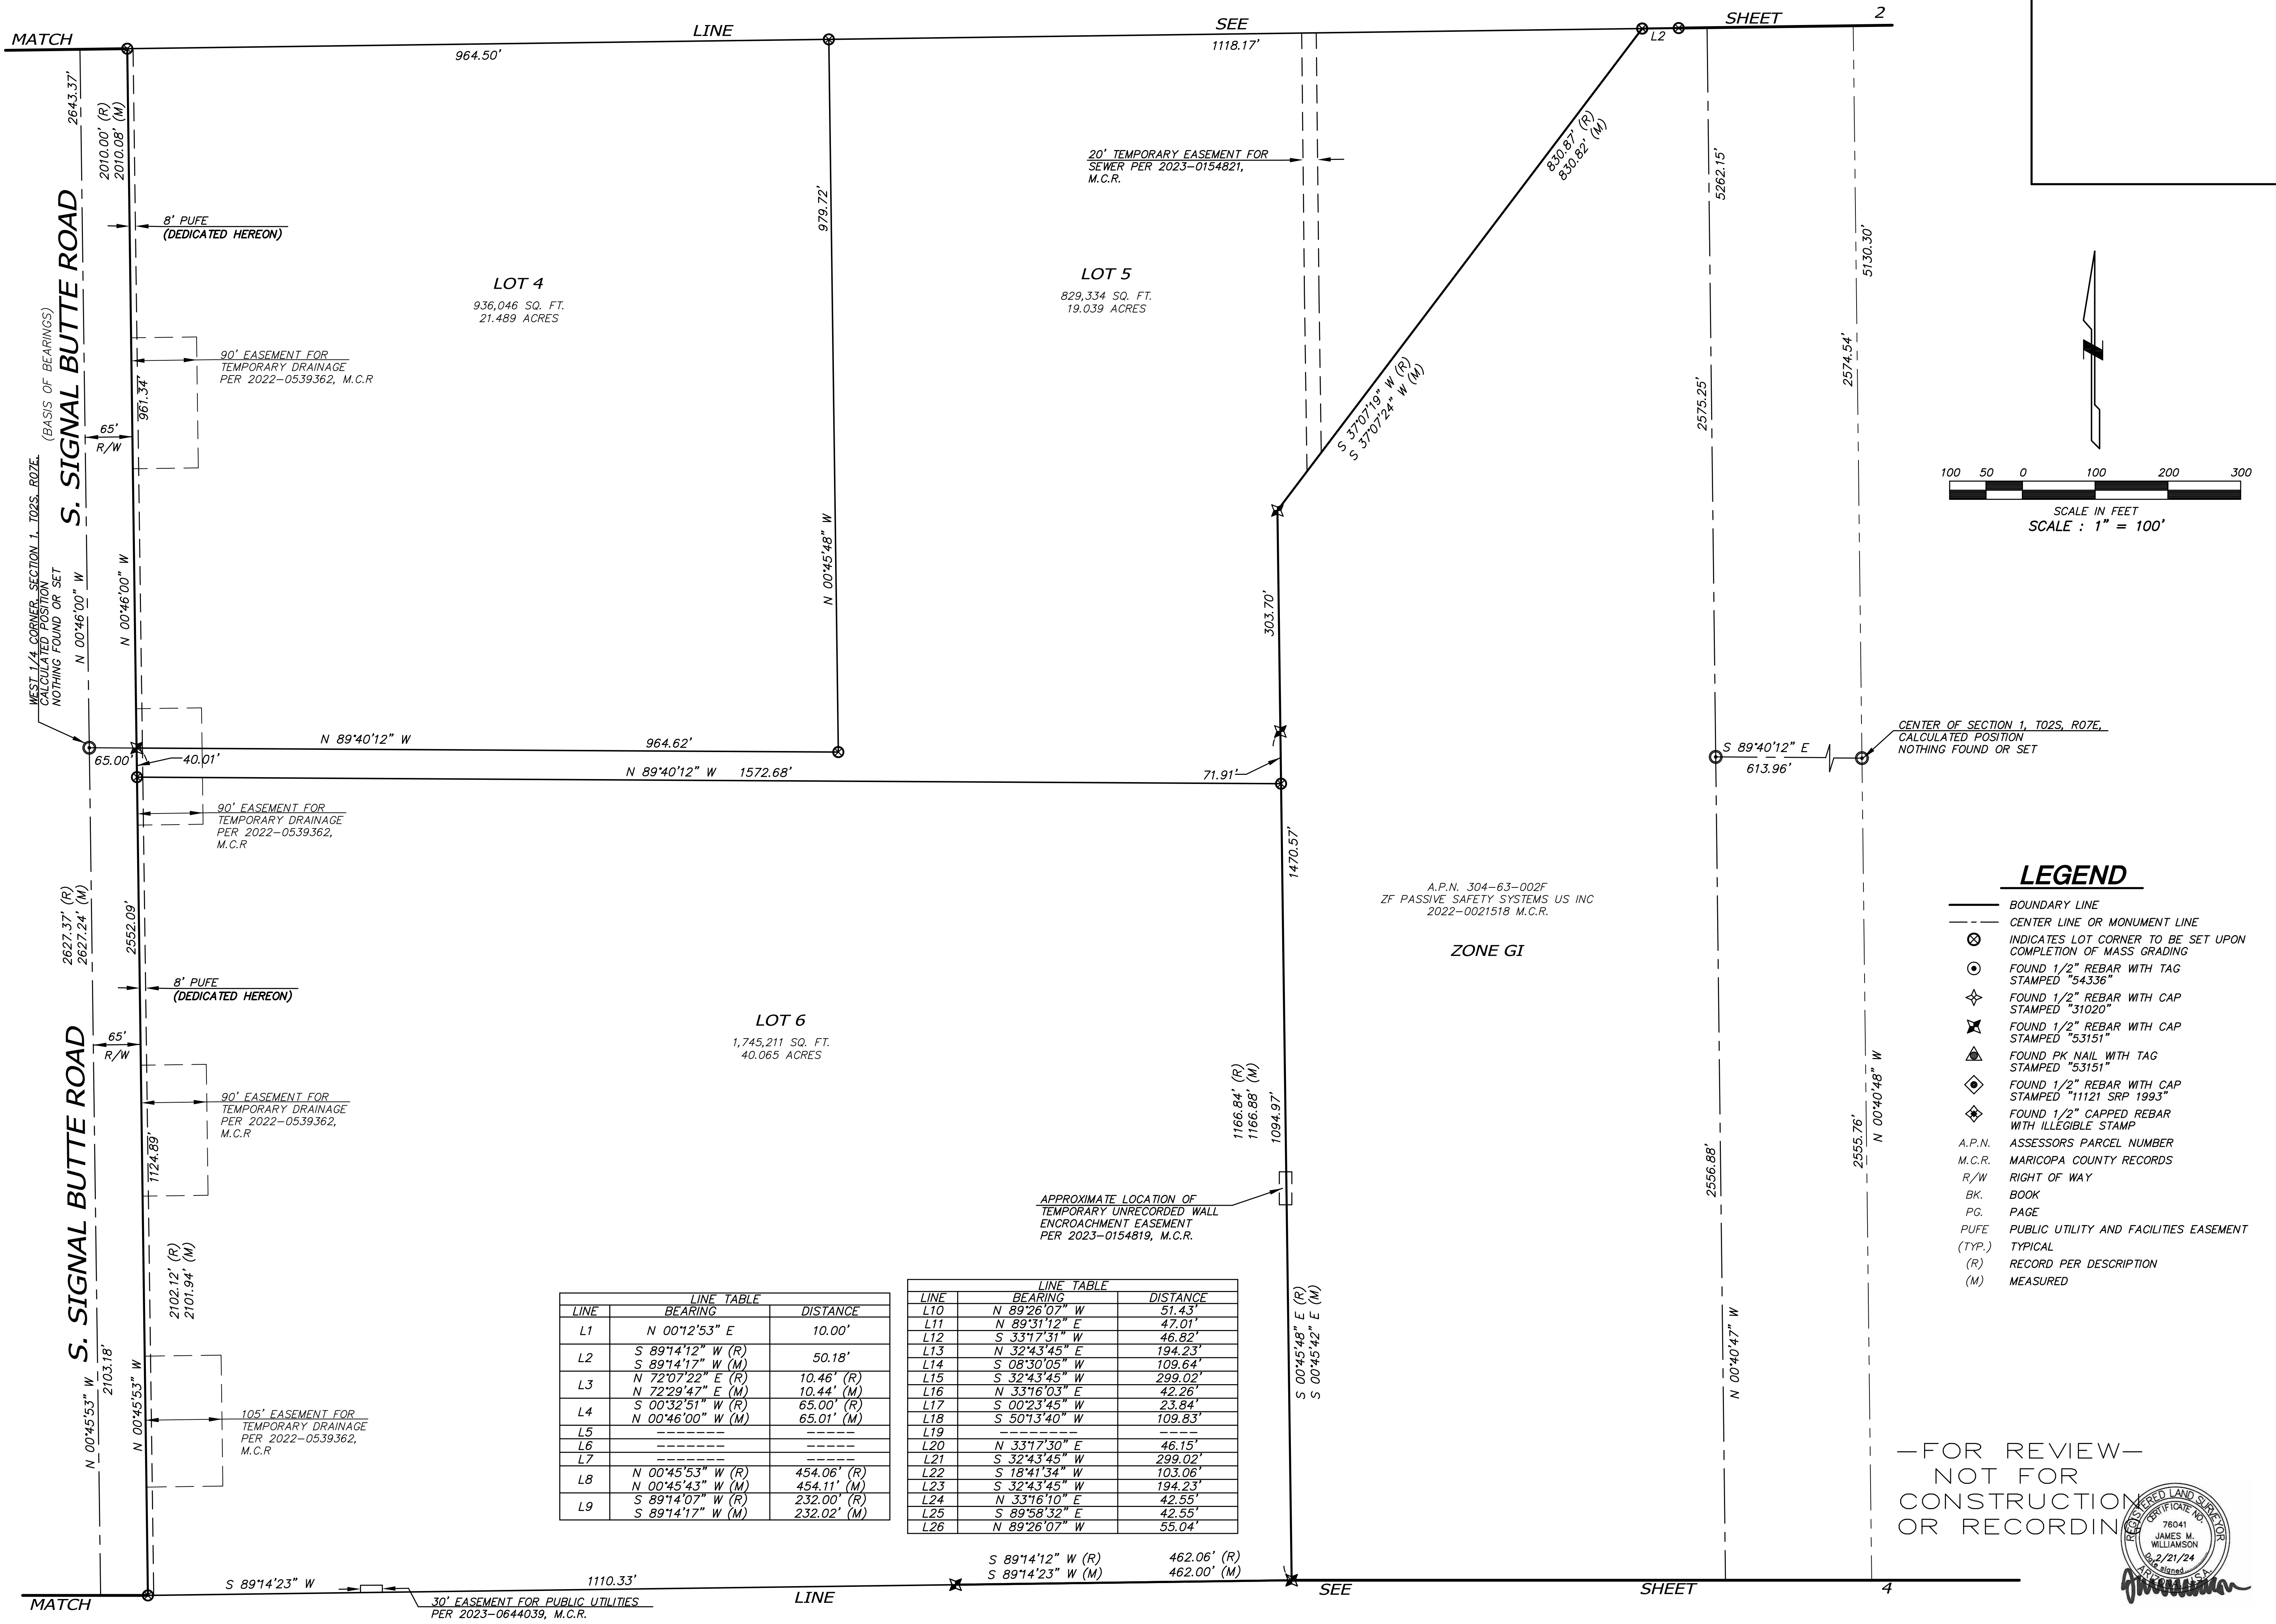 MATCH
LINE
SEE
SHEET
2
964.50'
1118.17'
L2
2643.37'
2010.00' (R)
2010.08' (M)
8' PUFE
(DEDICATED HEREON)
S. SIGNAL BUTTE ROAD
(BASIS OF BEARINGS)
LOT 4
936,046 SQ. FT.
21.489 ACRES
979.72'
N 00°45'48" W
LOT 5
829,334 SQ. FT.
19.039 ACRES
20' TEMPORARY EASEMENT FOR
SEWER PER 2023-0154821,
M.C.R.
830.87' (R)
830.82' (M)
S 37°07'19" W (R)
S 37°07'24" W (M)
5262.15'
5130.30'
2575.25'
2574.54'
90' EASEMENT FOR
TEMPORARY DRAINAGE
PER 2022-0539362, M.C.R
961.34'
65'
R/W
WEST 1/4 CORNER, SECTION 1, T02S, R07E,
CALCULATED POSITION
NOTHING FOUND OR SET
N 00°46'00" W
N 00°46'00" W
303.70'
100 50 0 100 200 300
SCALE IN FEET
SCALE : 1" = 100'
N 89°40'12" W 964.62'
65.00'
40.01'
N 89°40'12" W 1572.68'
71.91'
S 89°40'12" E
613.96'
CENTER OF SECTION 1, T02S, R07E,
CALCULATED POSITION
NOTHING FOUND OR SET
90' EASEMENT FOR
TEMPORARY DRAINAGE
PER 2022-0539362,
M.C.R
2627.37' (R)
2627.24' (M)
2552.09'
1470.57'
A.P.N. 304-63-002F
ZF PASSIVE SAFETY SYSTEMS US INC
2022-0021518 M.C.R.
ZONE GI
8' PUFE
(DEDICATED HEREON)
LOT 6
1,745,211 SQ. FT.
40.065 ACRES
S. SIGNAL BUTTE ROAD
65'
R/W
90' EASEMENT FOR
TEMPORARY DRAINAGE
PER 2022-0539362,
M.C.R
1124.89'
2102.12' (R)
2101.94' (M)
1166.84' (R)
1166.88' (M)
1094.97'
APPROXIMATE LOCATION OF
TEMPORARY UNRECORDED WALL
ENCROACHMENT EASEMENT
PER 2023-0154819, M.C.R.
2556.88'
2555.76'
N 00°40'48" W
N 00°40'47" W
S 00°45'48" E (R)
S 00°45'42" E (M)
LEGEND
BOUNDARY LINE
CENTER LINE OR MONUMENT LINE
INDICATES LOT CORNER TO BE SET UPON
COMPLETION OF MASS GRADING
FOUND 1/2" REBAR WITH TAG
STAMPED "54336"
FOUND 1/2" REBAR WITH CAP
STAMPED "31020"
FOUND 1/2" REBAR WITH CAP
STAMPED "53151"
FOUND PK NAIL WITH TAG
STAMPED "53151"
FOUND 1/2" REBAR WITH CAP
STAMPED "11121 SRP 1993"
FOUND 1/2" CAPPED REBAR
WITH ILLEGIBLE STAMP
A.P.N. ASSESSORS PARCEL NUMBER
M.C.R. MARICOPA COUNTY RECORDS
R/W RIGHT OF WAY
BK. BOOK
PG. PAGE
PUFE PUBLIC UTILITY AND FACILITIES EASEMENT
(TYP.) TYPICAL
(R) RECORD PER DESCRIPTION
(M) MEASURED
2103.18'
N 00°45'53" W
N 00°45'53" W
105' EASEMENT FOR
TEMPORARY DRAINAGE
PER 2022-0539362,
M.C.R
LINE TABLE
LINE BEARING DISTANCE
L1 N 00°12'53" E 10.00'
L2 S 89°14'12" W (R) 50.18'
S 89°14'17" W (M)
L3 N 72°07'22" E (R) 10.46' (R)
N 72°29'47" E (M) 10.44' (M)
L4 S 00°32'51" W (R) 65.00' (R)
N 00°46'00" W (M) 65.01' (M)
L5 ------- -----
L6 ------- -----
L7 ------- -----
L8 N 00°45'53" W (R) 454.06' (R)
N 00°45'43" W (M) 454.11' (M)
L9 S 89°14'07" W (R) 232.00' (R)
S 89°14'17" W (M) 232.02' (M)
LINE TABLE
LINE BEARING DISTANCE
L10 N 89°26'07" W 51.43'
L11 N 89°31'12" E 47.01'
L12 S 33°17'31" W 46.82'
L13 N 32°43'45" E 194.23'
L14 S 08°30'05" W 109.64'
L15 S 32°43'45" W 299.02'
L16 N 33°16'03" E 42.26'
L17 S 00°23'45" W 23.84'
L18 S 50°13'40" W 109.83'
L19 -------- ----
L20 N 33°17'30" E 46.15'
L21 S 32°43'45" W 299.02'
L22 S 18°41'34" W 103.06'
L23 S 32°43'45" W 194.23'
L24 N 33°16'10" E 42.55'
L25 S 89°58'32" E 42.55'
L26 N 89°26'07" W 55.04'
-FOR REVIEW-
NOT FOR
CONSTRUCTION
OR RECORDIN
REGISTERED LAND SURVEYOR
CERTIFICATE NO.
76041
JAMES M.
WILLIAMSON
2/21/24
Date signed
ARIZONA U.S.A.
S 89°14'23" W
1110.33'
S 89°14'12" W (R) 462.06' (R)
S 89°14'23" W (M) 462.00' (M)
30' EASEMENT FOR PUBLIC UTILITIES
PER 2023-0644039, M.C.R.
MATCH
LINE
SEE
SHEET
4